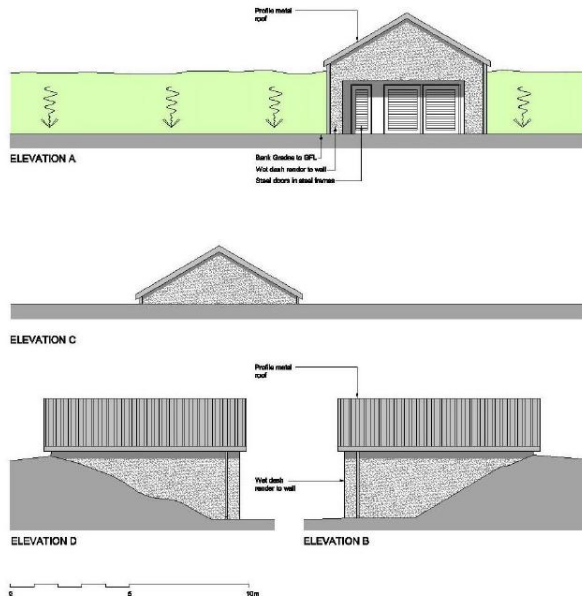 Profile metal
roof
Bank Grades to GFL
Wet dash render to wall
Steel doors in steel frames
ELEVATION A
ELEVATION C
Profile metal
roof
Wet dash
render to wall
ELEVATION D
ELEVATION B
0 5 10m